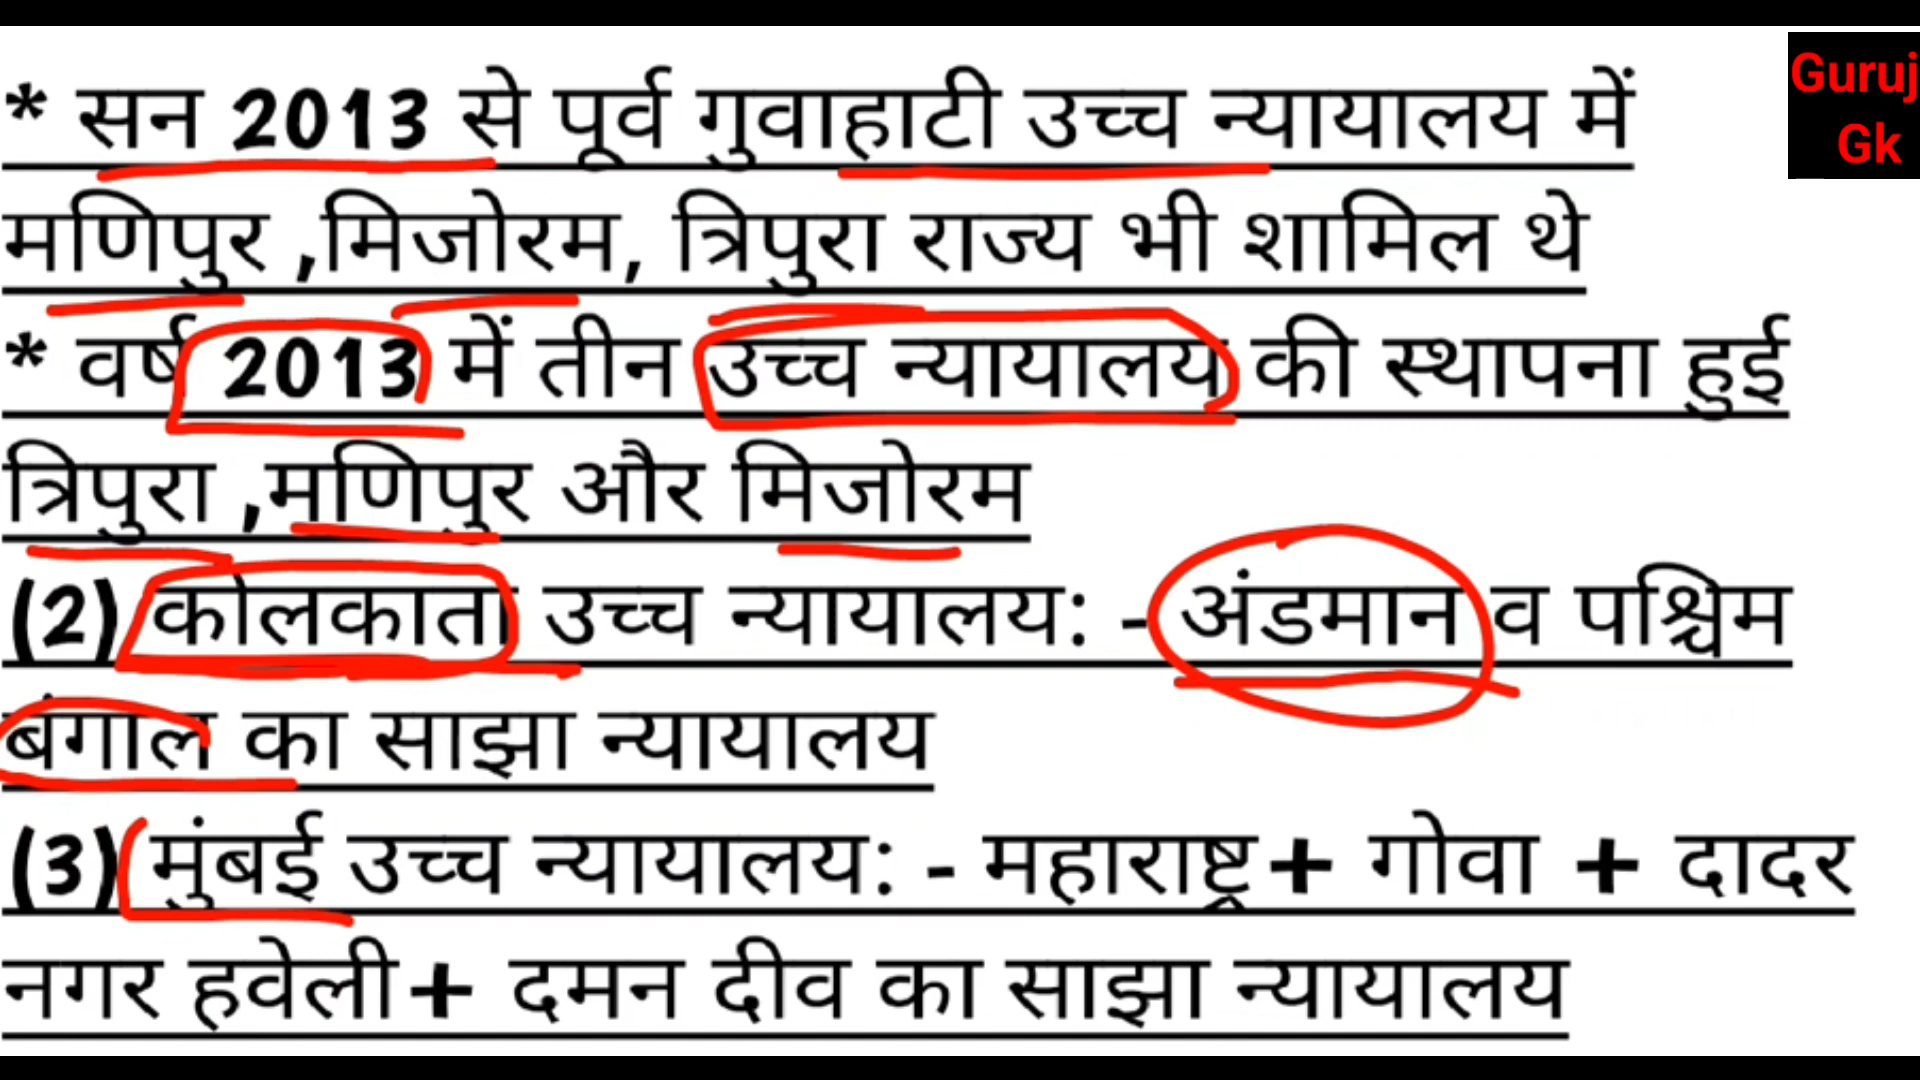 * सन 2013 से पूर्व गुवाहाटी उच्च न्यायालय में
मणिपुर ,मिजोरम, त्रिपुरा राज्य भी शामिल थे
* वर्ष 2013 में तीन उच्च न्यायालय की स्थापना हुई
त्रिपुरा ,मणिपुर और मिजोरम
(2) कोलकाता उच्च न्यायालय: - अंडमान व पश्चिम
बंगाल का साझा न्यायालय
(3) मुंबई उच्च न्यायालय: - महाराष्ट्र+ गोवा + दादर
नगर हवेली+ दमन दीव का साझा न्यायालय
Guruj
Gk